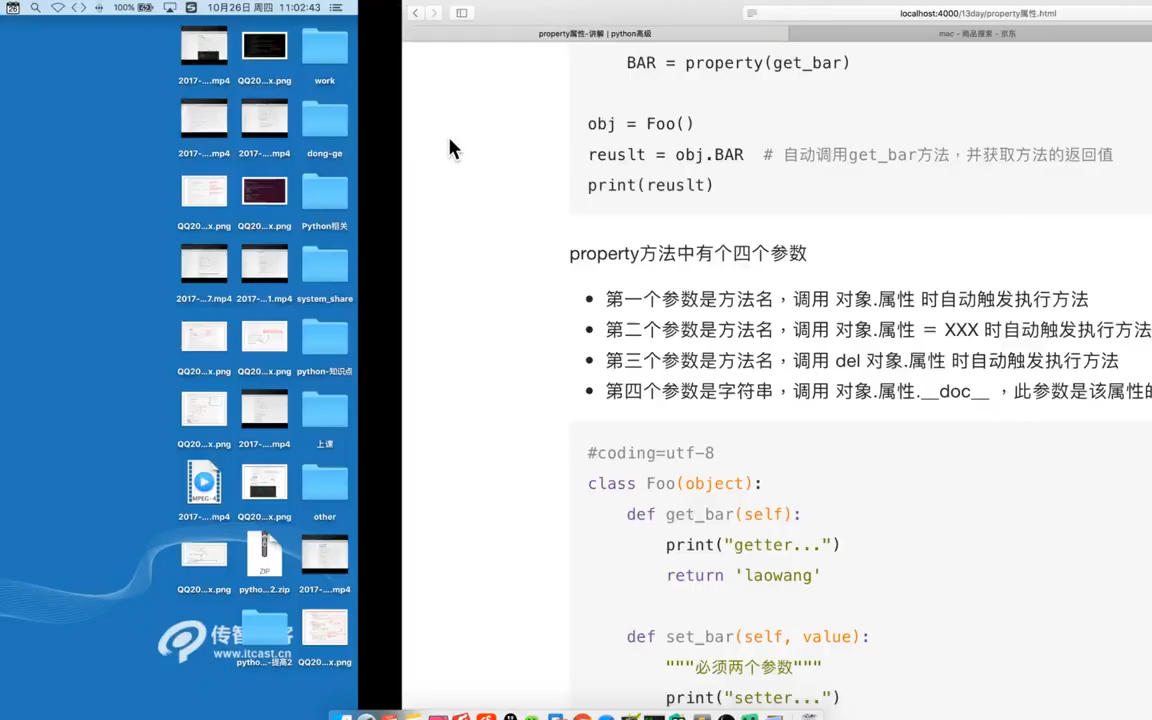 26
100%
10月26日 周四 11:02:43
2017-....mp4
QQ20...x.png
work
2017-....mp4
2017-....mp4
dong-ge
QQ20...x.png
QQ20...x.png
Python相关
2017-...7.mp4
2017-...1.mp4
system_share
QQ20...x.png
QQ20...x.png
python-知识点
QQ20...x.png
2017-....mp4
上课
MPEG-4
2017-....mp4
QQ20...x.png
other
ZIP
QQ20...x.png
pytho...2.zip
2017-....mp4
传智
客
www.itcast.cn
pytho...-提高2
QQ20...x.png
localhost:4000/13day/property属性.html
property属性-讲解 | python高级
mac - 商品搜索 - 京东
BAR = property(get_bar)
obj = Foo()
reuslt = obj.BAR  # 自动调用get_bar方法，并获取方法的返回值
print(reuslt)
property方法中有个四个参数
• 第一个参数是方法名，调用 对象.属性 时自动触发执行方法
• 第二个参数是方法名，调用 对象.属性 ＝ XXX 时自动触发执行方法
• 第三个参数是方法名，调用 del 对象.属性 时自动触发执行方法
• 第四个参数是字符串，调用 对象.属性.__doc__ ，此参数是该属性的
#coding=utf-8
class Foo(object):
def get_bar(self):
print("getter...")
return 'laowang'
def set_bar(self, value):
"""必须两个参数"""
print("setter...")